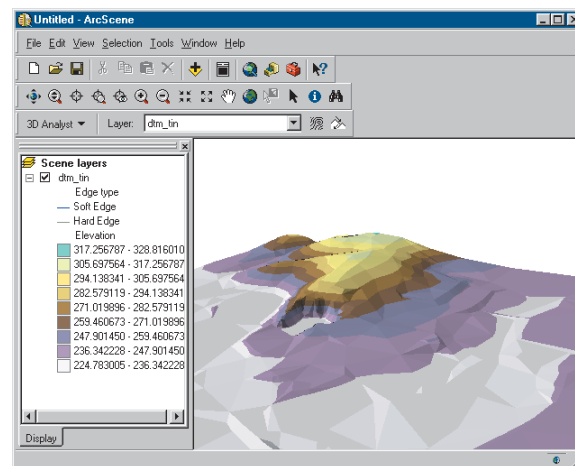 Untitled - ArcScene
File Edit View Selection Tools Window Help
3D Analyst Layer: dtm_tin
Scene layers
dtm_tin
Edge type
Soft Edge
Hard Edge
Elevation
317.256787 - 328.816010
305.697564 - 317.256787
294.138341 - 305.697564
282.579119 - 294.138341
271.019896 - 282.579119
259.460673 - 271.019896
247.901450 - 259.460673
236.342228 - 247.901450
224.783005 - 236.342228
Display